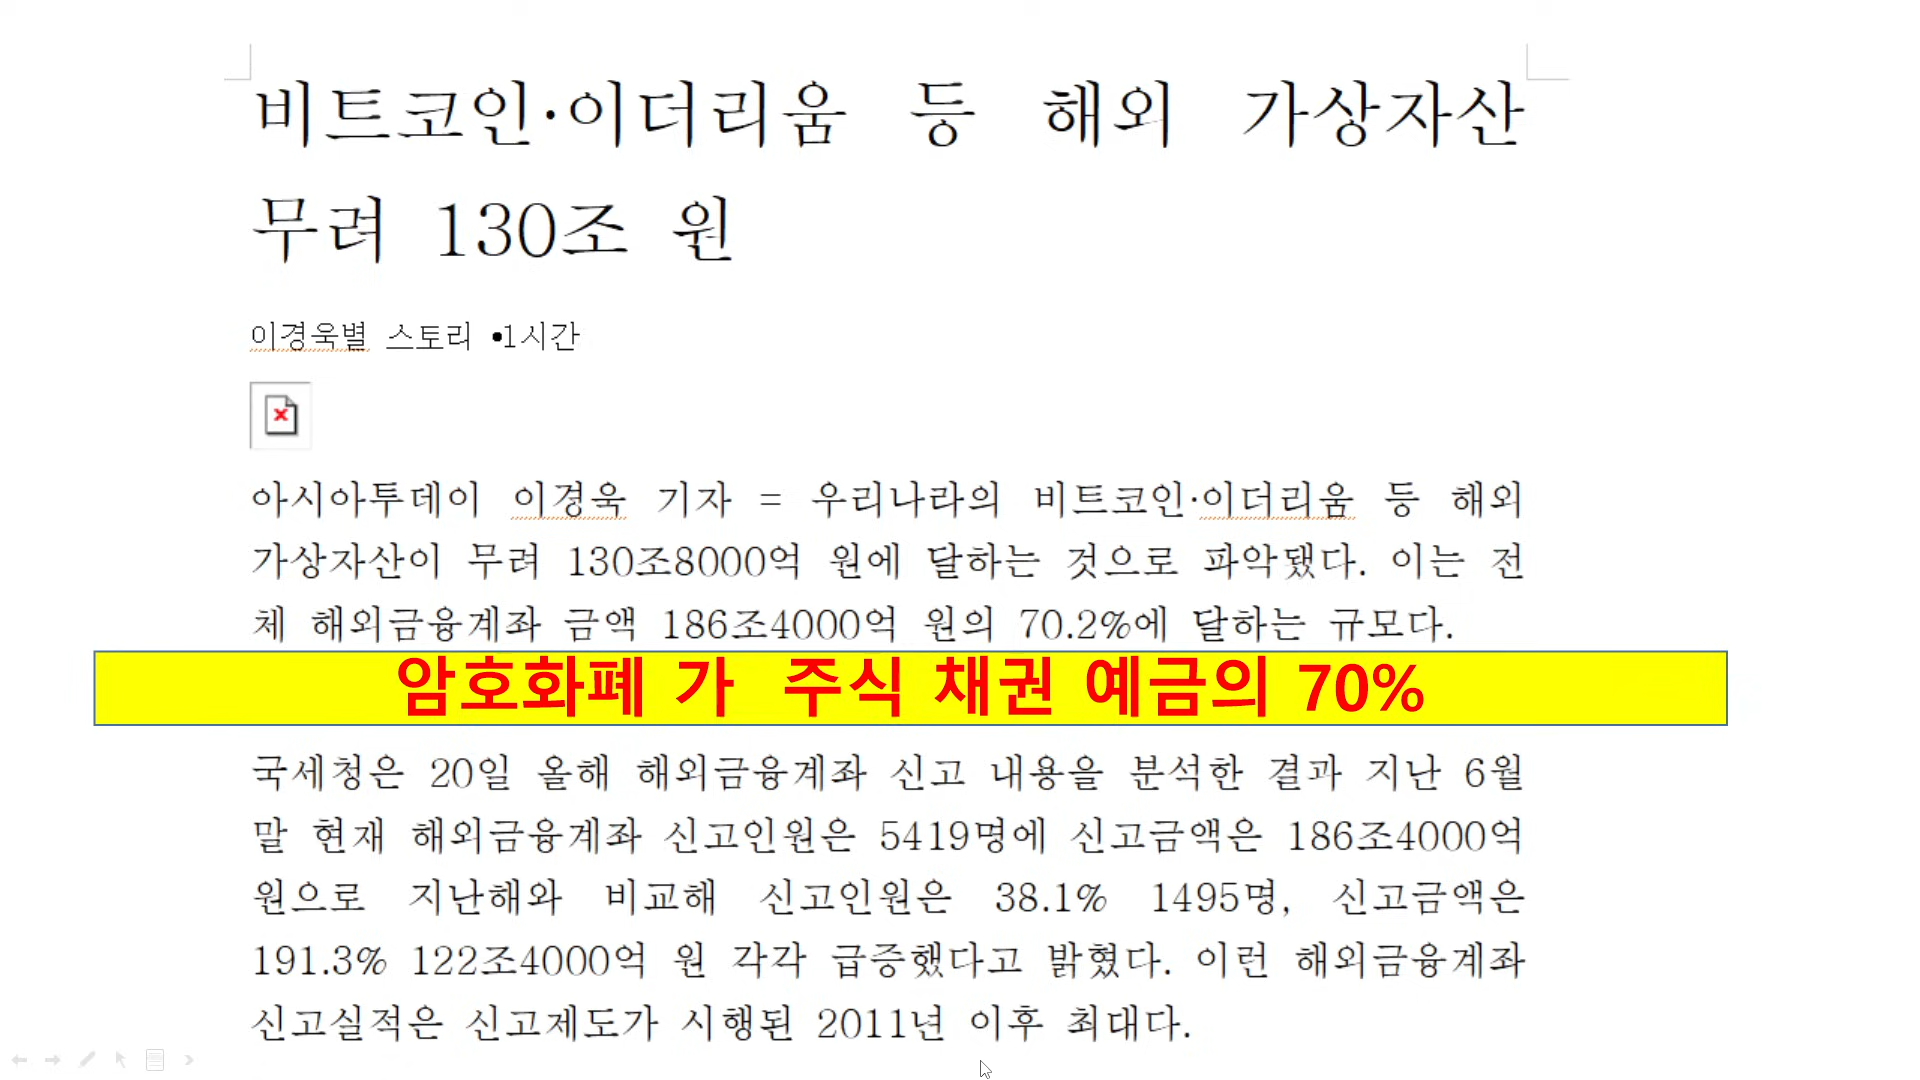 비트코인·이더리움 등 해외 가상자산
무려 130조 원
이경욱별 스토리 •1시간
아시아투데이 이경욱 기자 = 우리나라의 비트코인·이더리움 등 해외
가상자산이 무려 130조8000억 원에 달하는 것으로 파악됐다. 이는 전
체 해외금융계좌 금액 186조4000억 원의 70.2%에 달하는 규모다.
암호화폐 가 주식 채권 예금의 70%
국세청은 20일 올해 해외금융계좌 신고 내용을 분석한 결과 지난 6월
말 현재 해외금융계좌 신고인원은 5419명에 신고금액은 186조4000억
원으로 지난해와 비교해 신고인원은 38.1% 1495명, 신고금액은
191.3% 122조4000억 원 각각 급증했다고 밝혔다. 이런 해외금융계좌
신고실적은 신고제도가 시행된 2011년 이후 최대다.